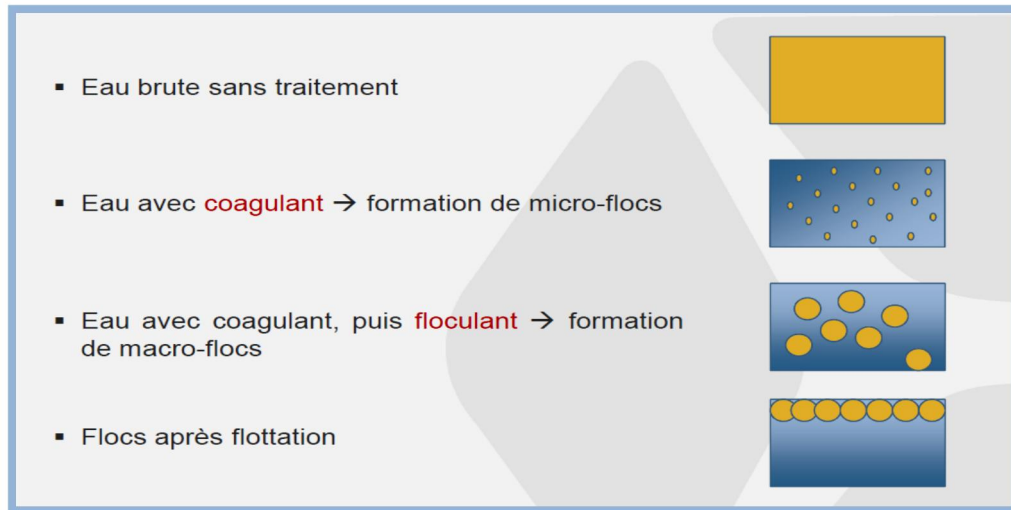 ▪ Eau brute sans traitement
▪ Eau avec coagulant → formation de micro-flocs
▪ Eau avec coagulant, puis floculant → formation
de macro-flocs
▪ Flocs après flottation